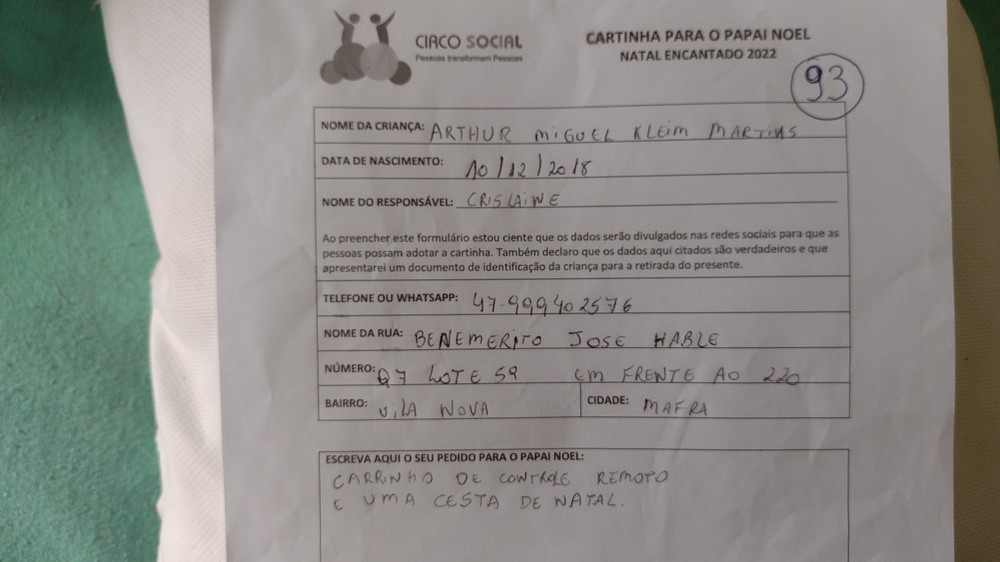 CIRCO SOCIAL
Pessoas transformam Pessoas
CARTINHA PARA O PAPAI NOEL
NATAL ENCANTADO 2022
93
NOME DA CRIANÇA: ARTHUR MIGUEL KLEIM MARTINS
DATA DE NASCIMENTO: 10/12/2018
NOME DO RESPONSÁVEL: CRISLAINE
Ao preencher este formulário estou ciente que os dados serão divulgados nas redes sociais para que as
pessoas possam adotar a cartinha. Também declaro que os dados aqui citados são verdadeiros e que
apresentarei um documento de identificação da criança para a retirada do presente.
TELEFONE OU WHATSAPP: 47.999402576
NOME DA RUA: BENEMERITO JOSE HABLE
NÚMERO: Q7 LOTE 59 EM FRENTE AO 220
BAIRRO: VILA NOVA CIDADE: MAFRA
ESCREVA AQUI O SEU PEDIDO PARA O PAPAI NOEL:
CARRINHO DE CONTROLE REMOTO
E UMA CESTA DE NATAL.